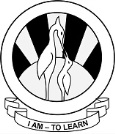 I AM – TO LEARN